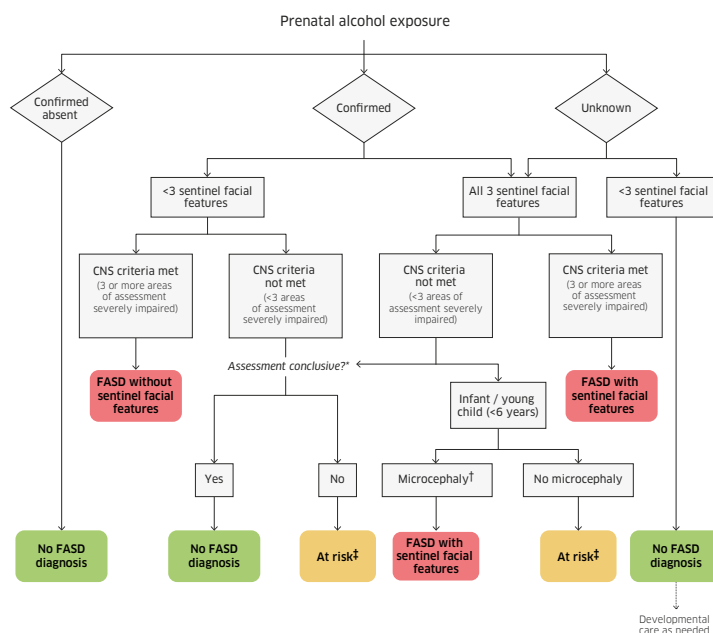 Prenatal alcohol exposure
Confirmed
absent
Confirmed
Unknown
<3 sentinel facial
features
All 3 sentinel facial
features
<3 sentinel facial
features
CNS criteria met
(3 or more areas
of assessment
severely impaired)
CNS criteria
not met
(<3 areas
of assessment
severely impaired)
CNS criteria
not met
(<3 areas of
assessment severely
impaired)
CNS criteria met
(3 or more areas
of assessment
severely impaired)
FASD without
sentinel facial
features
Assessment conclusive?*
Infant / young
child (<6 years)
FASD with
sentinel facial
features
Yes
No
Microcephaly†
No microcephaly
No FASD
diagnosis
No FASD
diagnosis
At risk‡
FASD with
sentinel facial
features
At risk‡
No FASD
diagnosis
Developmental
care as needed